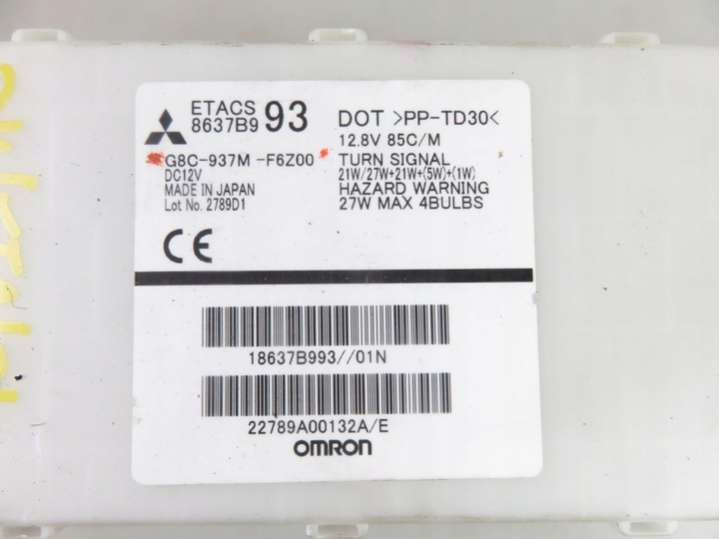 ETACS
8637B9 93
G8C-937M -F6Z00
DC12V
MADE IN JAPAN
Lot No. 2789D1
CE
DOT >PP-TD30<
12.8V 85C/M
TURN SIGNAL
21W/27W+21W+(5W)+(1W)
HAZARD WARNING
27W MAX 4BULBS
18637B993//01N
22789A00132A/E
OMRON